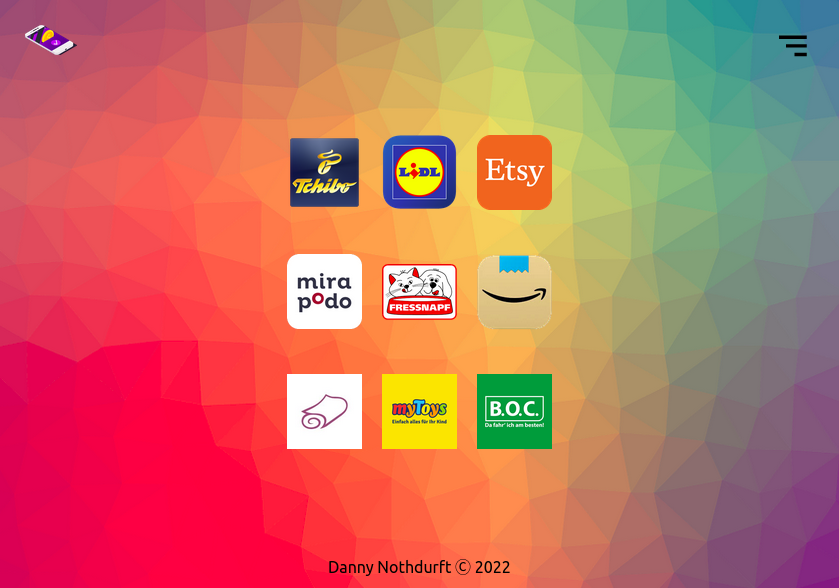 Tchibo
LIDL
Etsy
mira
podo
FRESSNAPF
myToys
Einfach alles für Ihr Kind
B.O.C.
Da fahr' ich am besten!
Danny Nothdurft Ⓒ 2022